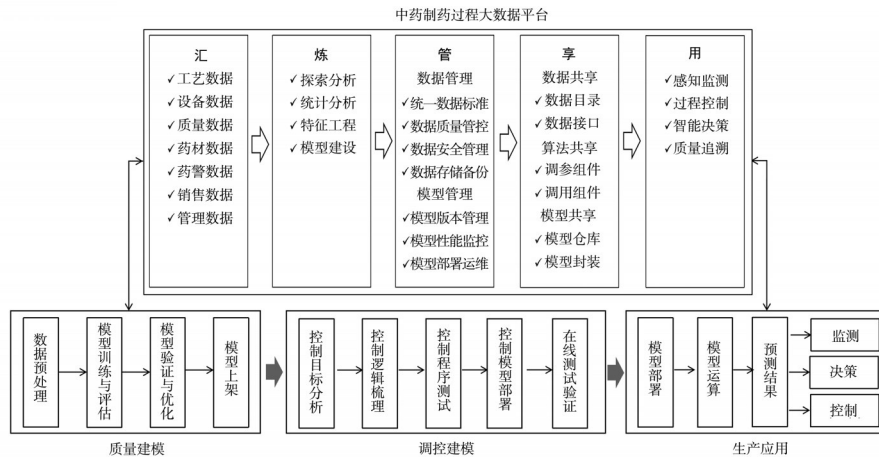 中药制药过程大数据平台
汇
✓工艺数据
✓设备数据
✓质量数据
✓药材数据
✓药警数据
✓销售数据
✓管理数据
炼
✓探索分析
✓统计分析
✓特征工程
✓模型建设
管
数据管理
✓统一数据标准
✓数据质量管控
✓数据安全管理
✓数据存储备份
模型管理
✓模型版本管理
✓模型性能监控
✓模型部署运维
享
数据共享
✓数据目录
✓数据接口
算法共享
✓调参组件
✓调用组件
模型共享
✓模型仓库
✓模型封装
用
✓感知监测
✓过程控制
✓智能决策
✓质量追溯
数据预处理
模型训练与评估
模型验证与优化
模型上架
质量建模
控制目标分析
控制逻辑梳理
控制程序测试
控制模型部署
在线测试验证
调控建模
模型部署
模型运算
预测结果
监测
决策
控制
生产应用